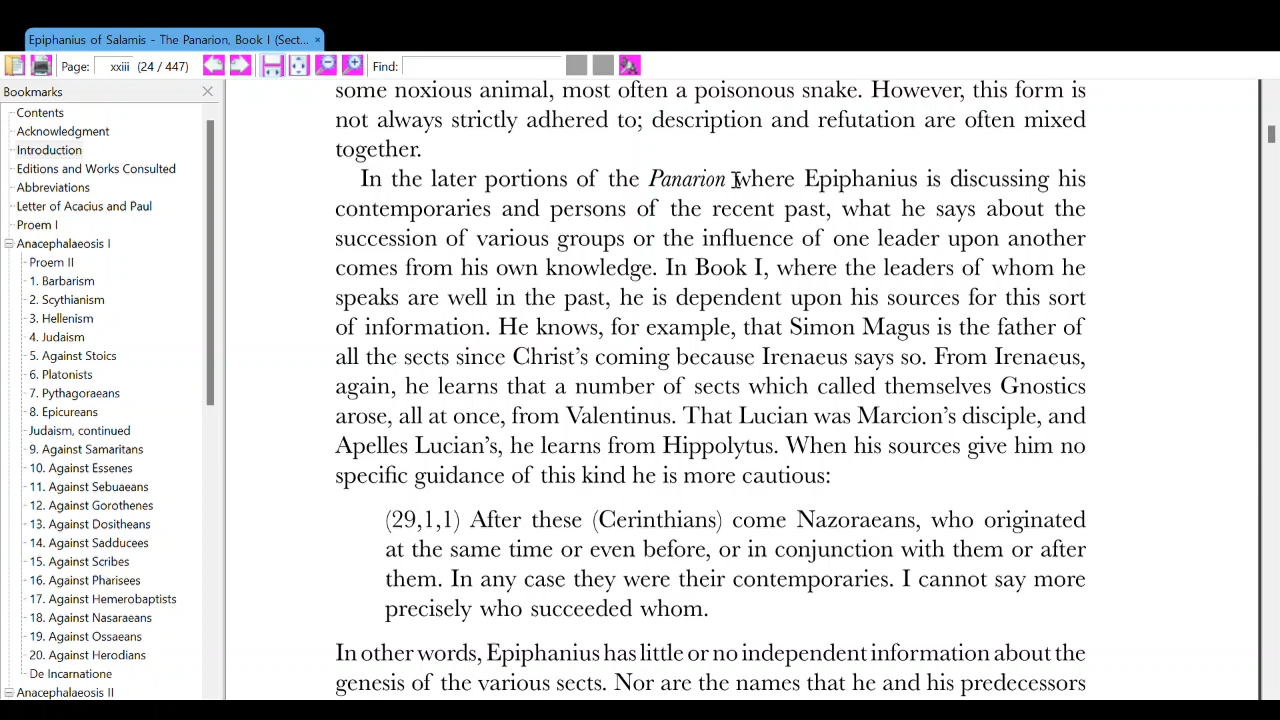 Epiphanius of Salamis - The Panarion, Book I (Sect... ×
Page: xxiii (24 / 447) Find:
Bookmarks
Contents
Acknowledgment
Introduction
Editions and Works Consulted
Abbreviations
Letter of Acacius and Paul
Proem I
Anacephalaeosis I
Proem II
1. Barbarism
2. Scythianism
3. Hellenism
4. Judaism
5. Against Stoics
6. Platonists
7. Pythagoraeans
8. Epicureans
Judaism, continued
9. Against Samaritans
10. Against Essenes
11. Against Sebuaeans
12. Against Gorothenes
13. Against Dositheans
14. Against Sadducees
15. Against Scribes
16. Against Pharisees
17. Against Hemerobaptists
18. Against Nasaraeans
19. Against Ossaeans
20. Against Herodians
De Incarnatione
Anacephalaeosis II
some noxious animal, most often a poisonous snake. However, this form is
not always strictly adhered to; description and refutation are often mixed
together.
In the later portions of the Panarion where Epiphanius is discussing his
contemporaries and persons of the recent past, what he says about the
succession of various groups or the influence of one leader upon another
comes from his own knowledge. In Book I, where the leaders of whom he
speaks are well in the past, he is dependent upon his sources for this sort
of information. He knows, for example, that Simon Magus is the father of
all the sects since Christ's coming because Irenaeus says so. From Irenaeus,
again, he learns that a number of sects which called themselves Gnostics
arose, all at once, from Valentinus. That Lucian was Marcion's disciple, and
Apelles Lucian's, he learns from Hippolytus. When his sources give him no
specific guidance of this kind he is more cautious:
(29,1,1) After these (Cerinthians) come Nazoraeans, who originated
at the same time or even before, or in conjunction with them or after
them. In any case they were their contemporaries. I cannot say more
precisely who succeeded whom.
In other words, Epiphanius has little or no independent information about the
genesis of the various sects. Nor are the names that he and his predecessors